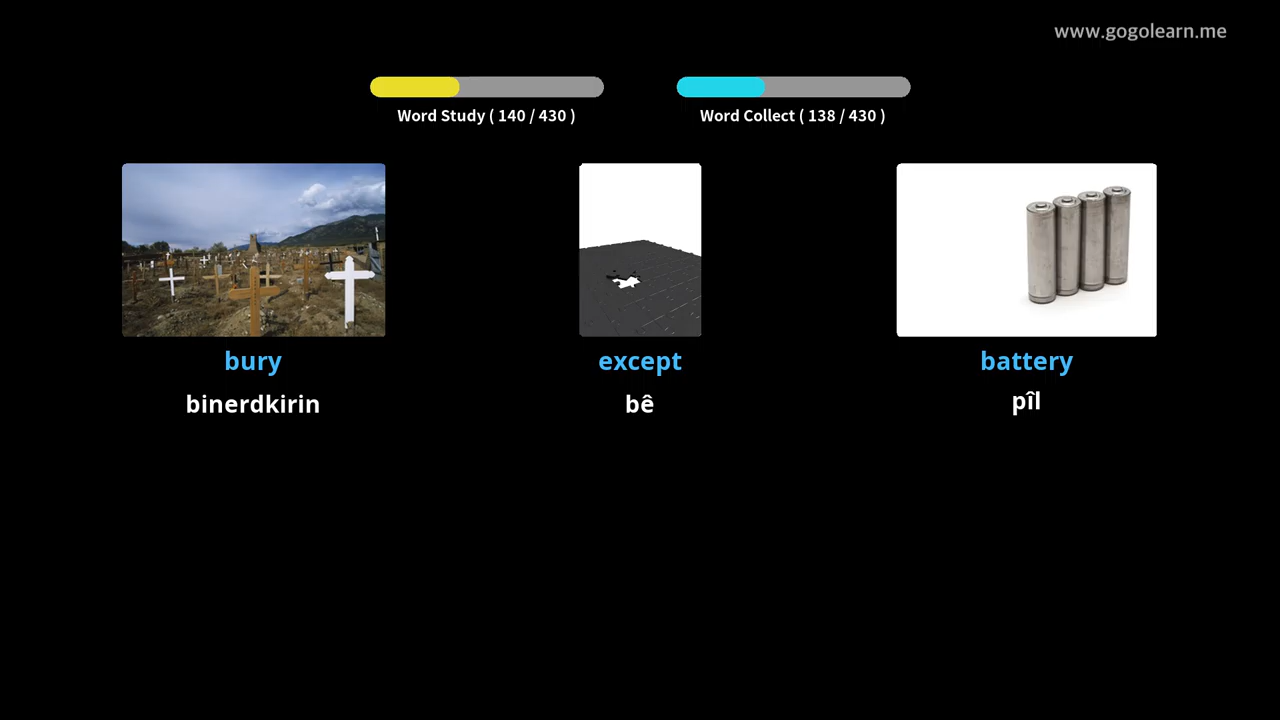 www.gogolearn.me
Word Study ( 140 / 430 )
Word Collect ( 138 / 430 )
bury
except
battery
binerdkirin
bê
pîl